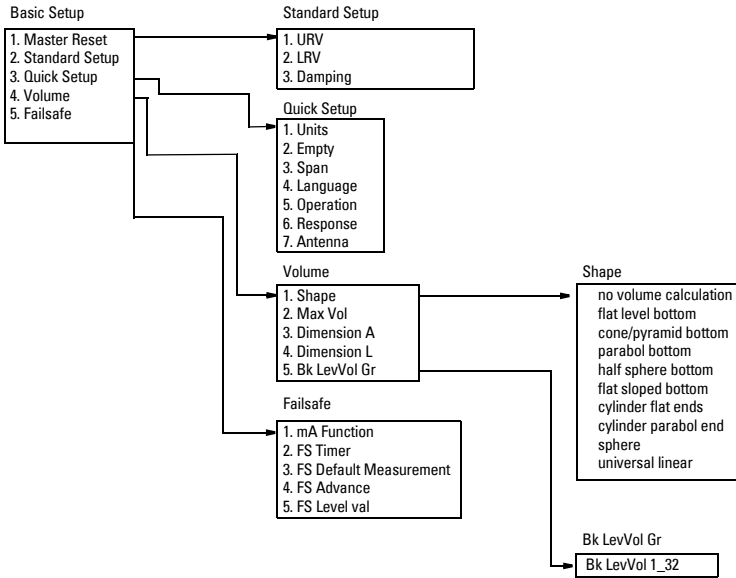 Basic Setup
1. Master Reset
2. Standard Setup
3. Quick Setup
4. Volume
5. Failsafe
Standard Setup
1. URV
2. LRV
3. Damping
Quick Setup
1. Units
2. Empty
3. Span
4. Language
5. Operation
6. Response
7. Antenna
Volume
1. Shape
2. Max Vol
3. Dimension A
4. Dimension L
5. Bk LevVol Gr
Shape
no volume calculation
flat level bottom
cone/pyramid bottom
parabol bottom
half sphere bottom
flat sloped bottom
cylinder flat ends
cylinder parabol end
sphere
universal linear
Failsafe
1. mA Function
2. FS Timer
3. FS Default Measurement
4. FS Advance
5. FS Level val
Bk LevVol Gr
Bk LevVol 1_32